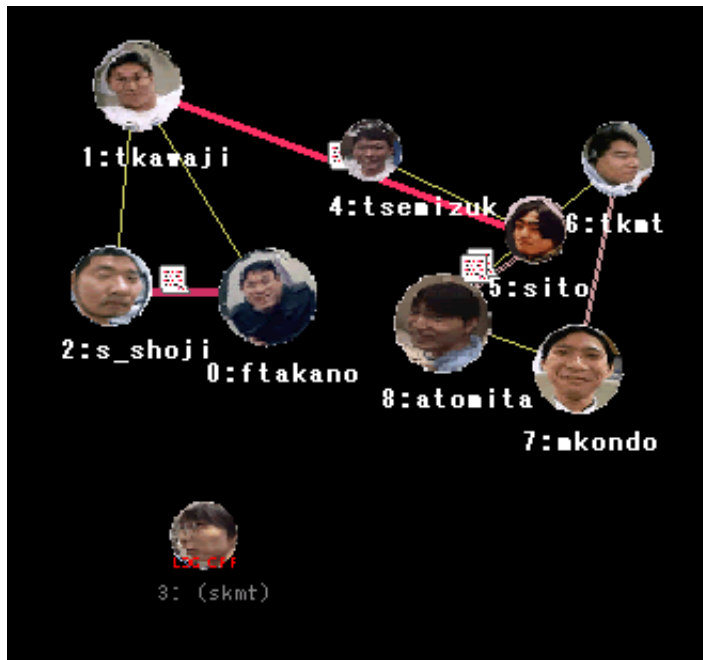 1:tkawaji
4:tsemizuk
6:tkmt
5:sito
2:s_shoji
0:ftakano
8:atomita
7:mkondo
3: (skmt)